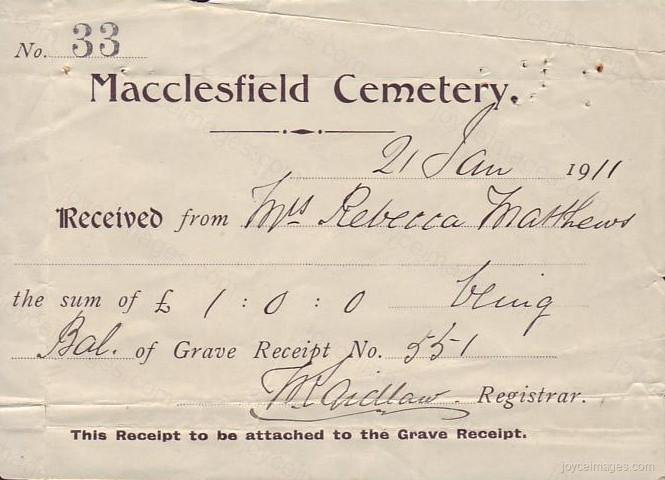 No. 33
Macclesfield Cemetery.
21 Jan 1911
Received from Mrs Rebecca Matthews
the sum of £ 1 : 0 : 0 being
Bal. of Grave Receipt No. 551
Registrar.
This Receipt to be attached to the Grave Receipt.
joyceimages.com